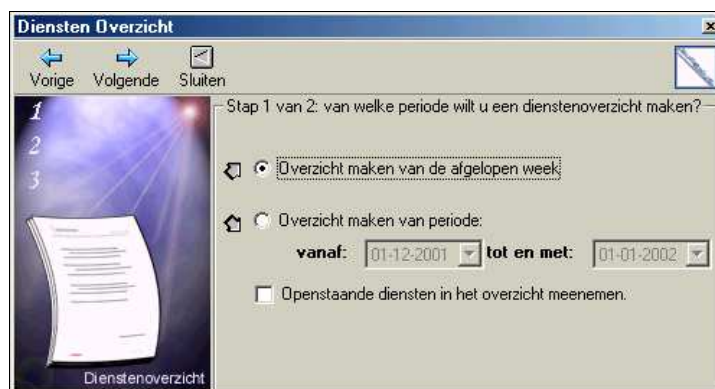 Diensten Overzicht
Vorige Volgende Sluiten
1
2
3
Dienstenoverzicht
Stap 1 van 2: van welke periode wilt u een dienstenoverzicht maken?
Overzicht maken van de afgelopen week
Overzicht maken van periode:
vanaf: 01-12-2001 tot en met: 01-01-2002
Openstaande diensten in het overzicht meenemen.